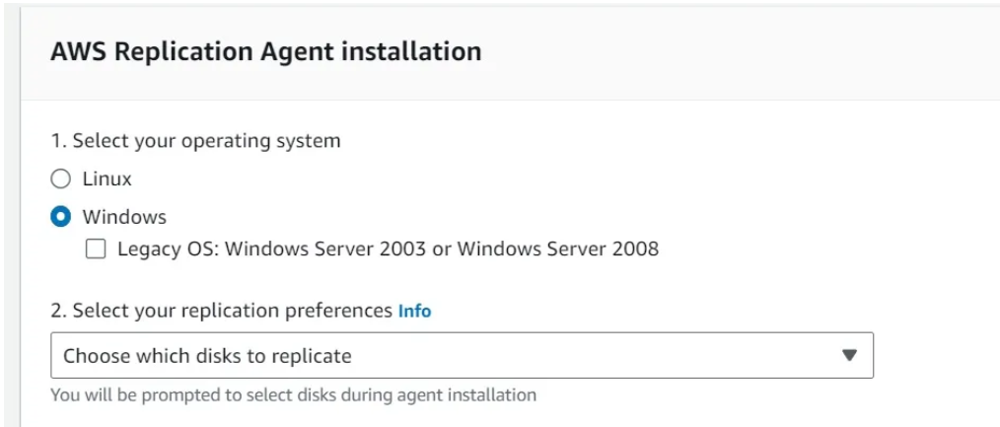 AWS Replication Agent installation
1. Select your operating system
Linux
Windows
Legacy OS: Windows Server 2003 or Windows Server 2008
2. Select your replication preferences Info
Choose which disks to replicate
You will be prompted to select disks during agent installation